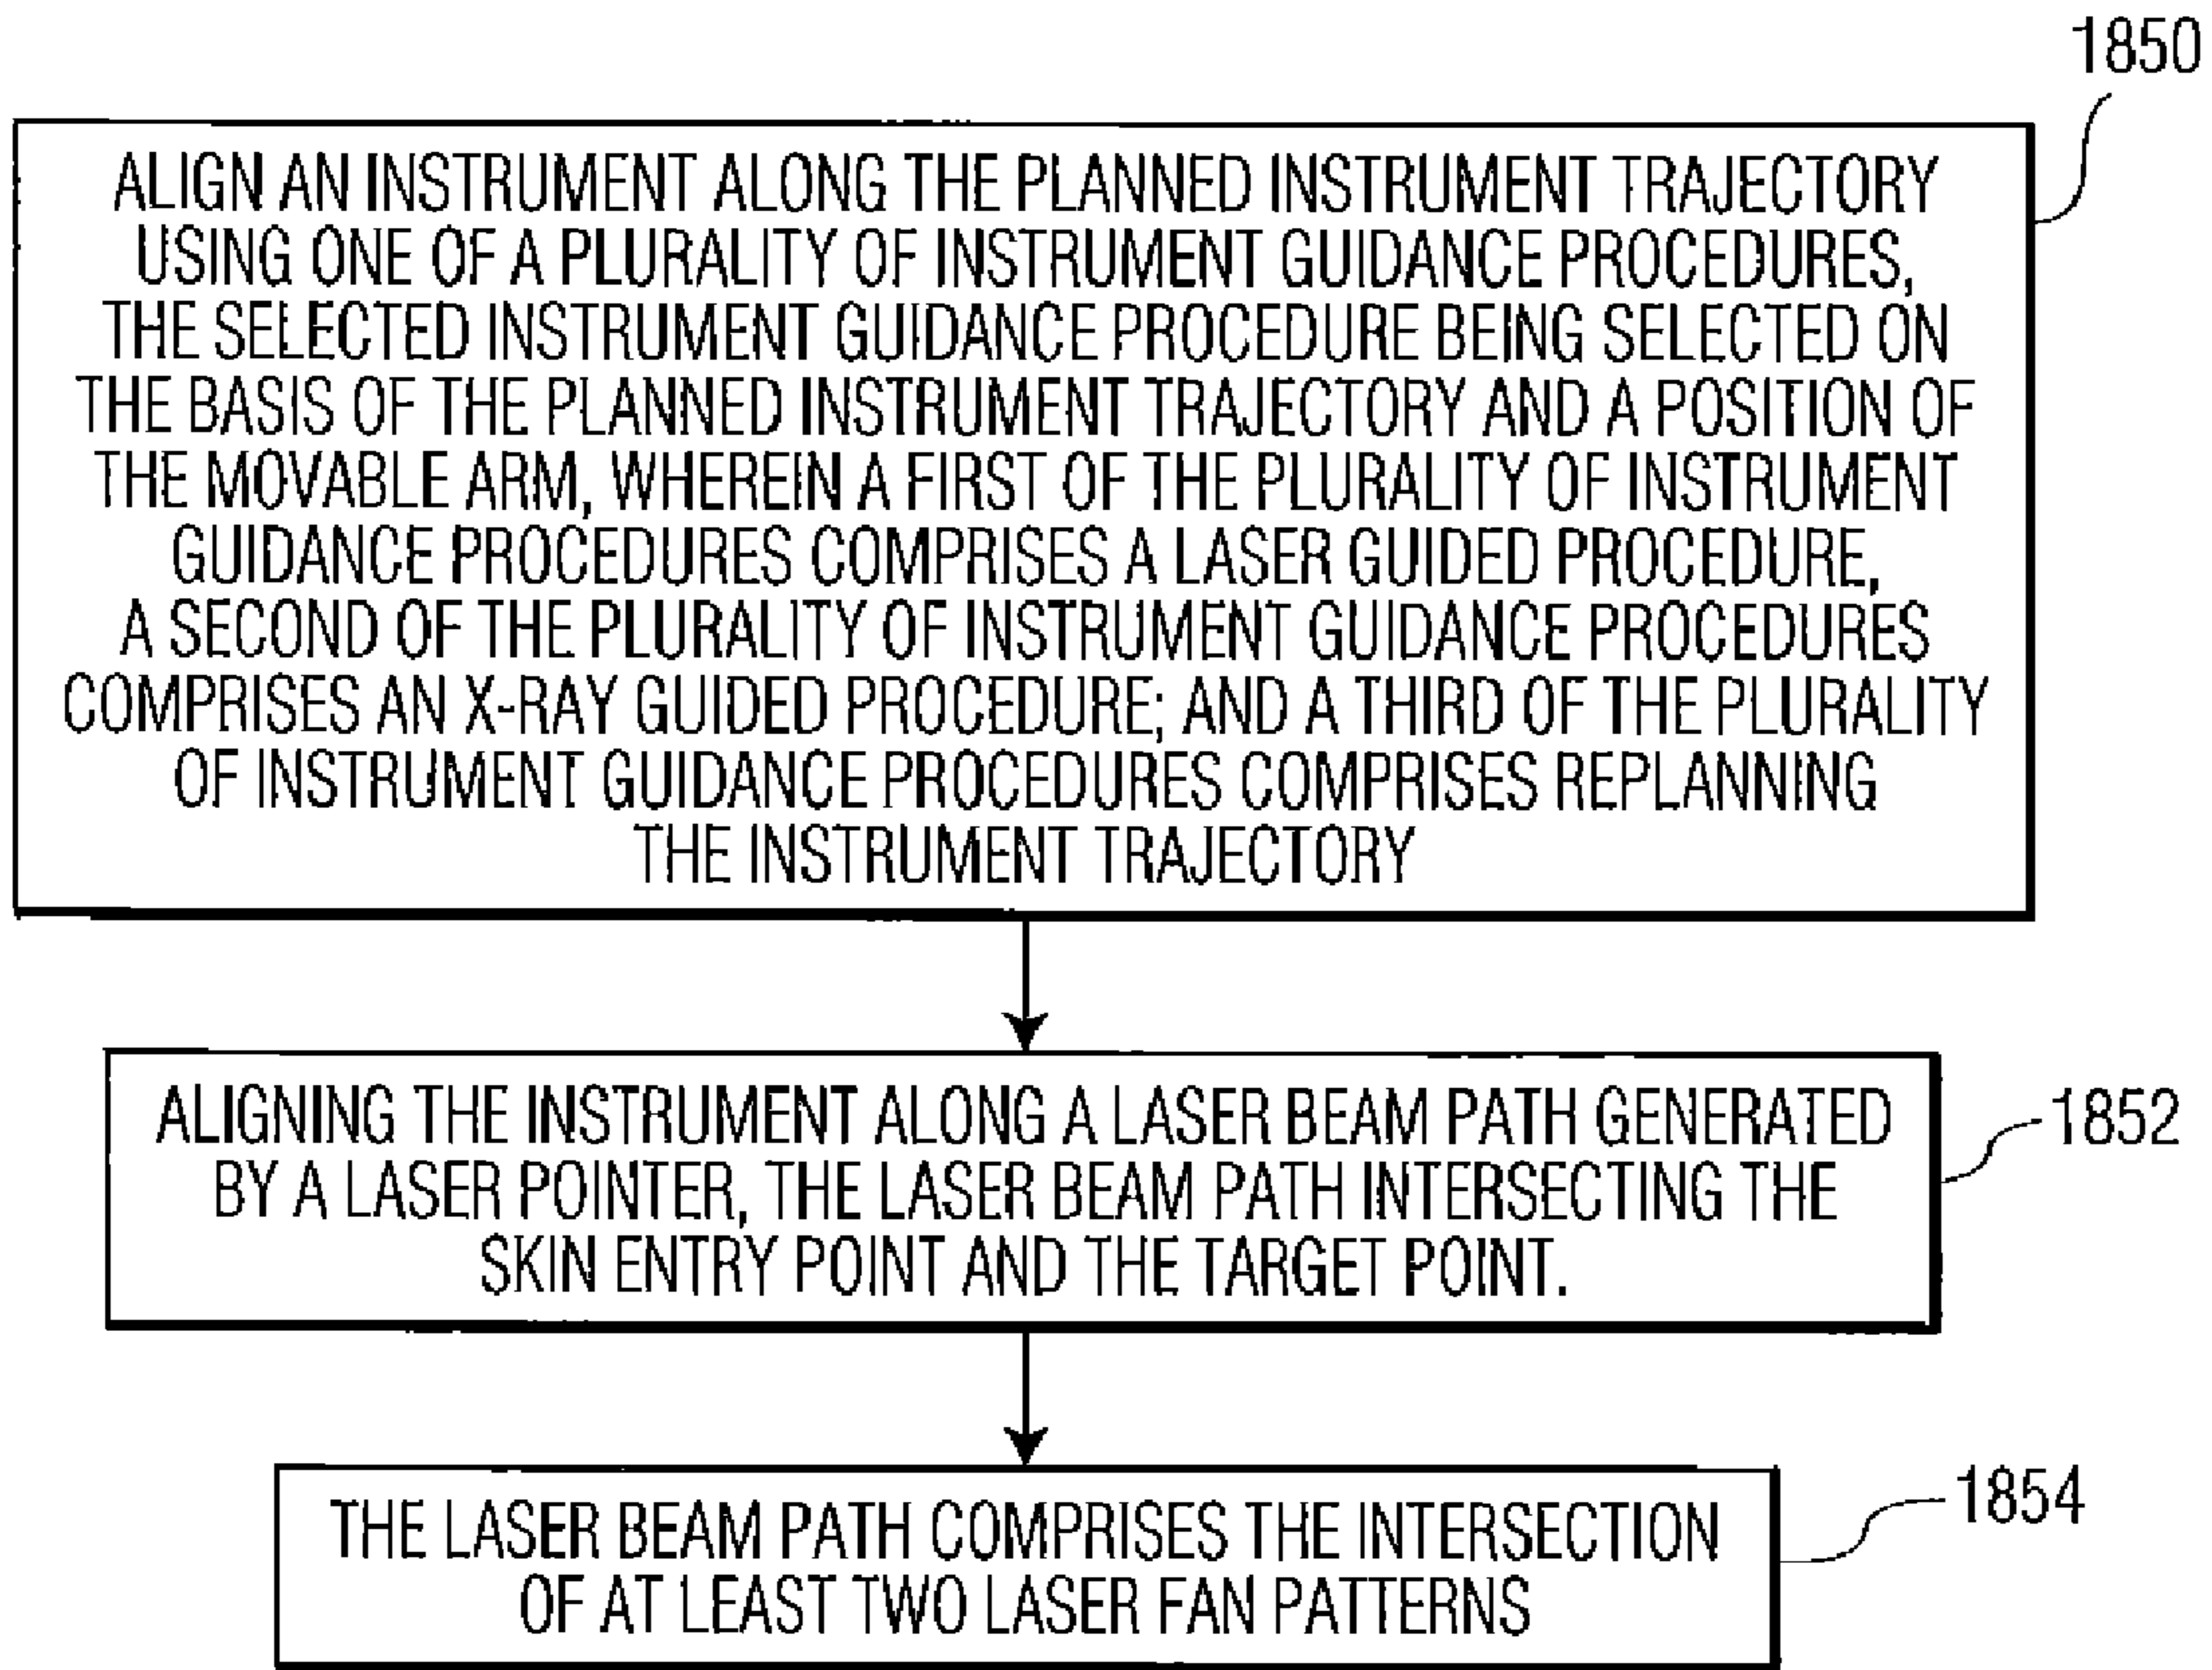 1850
ALIGN AN INSTRUMENT ALONG THE PLANNED INSTRUMENT TRAJECTORY
USING ONE OF A PLURALITY OF INSTRUMENT GUIDANCE PROCEDURES,
THE SELECTED INSTRUMENT GUIDANCE PROCEDURE BEING SELECTED ON
THE BASIS OF THE PLANNED INSTRUMENT TRAJECTORY AND A POSITION OF
THE MOVABLE ARM, WHEREIN A FIRST OF THE PLURALITY OF INSTRUMENT
GUIDANCE PROCEDURES COMPRISES A LASER GUIDED PROCEDURE,
A SECOND OF THE PLURALITY OF INSTRUMENT GUIDANCE PROCEDURES
COMPRISES AN X-RAY GUIDED PROCEDURE; AND A THIRD OF THE PLURALITY
OF INSTRUMENT GUIDANCE PROCEDURES COMPRISES REPLANNING
THE INSTRUMENT TRAJECTORY
ALIGNING THE INSTRUMENT ALONG A LASER BEAM PATH GENERATED
BY A LASER POINTER, THE LASER BEAM PATH INTERSECTING THE
SKIN ENTRY POINT AND THE TARGET POINT.
1852
THE LASER BEAM PATH COMPRISES THE INTERSECTION
OF AT LEAST TWO LASER FAN PATTERNS
1854